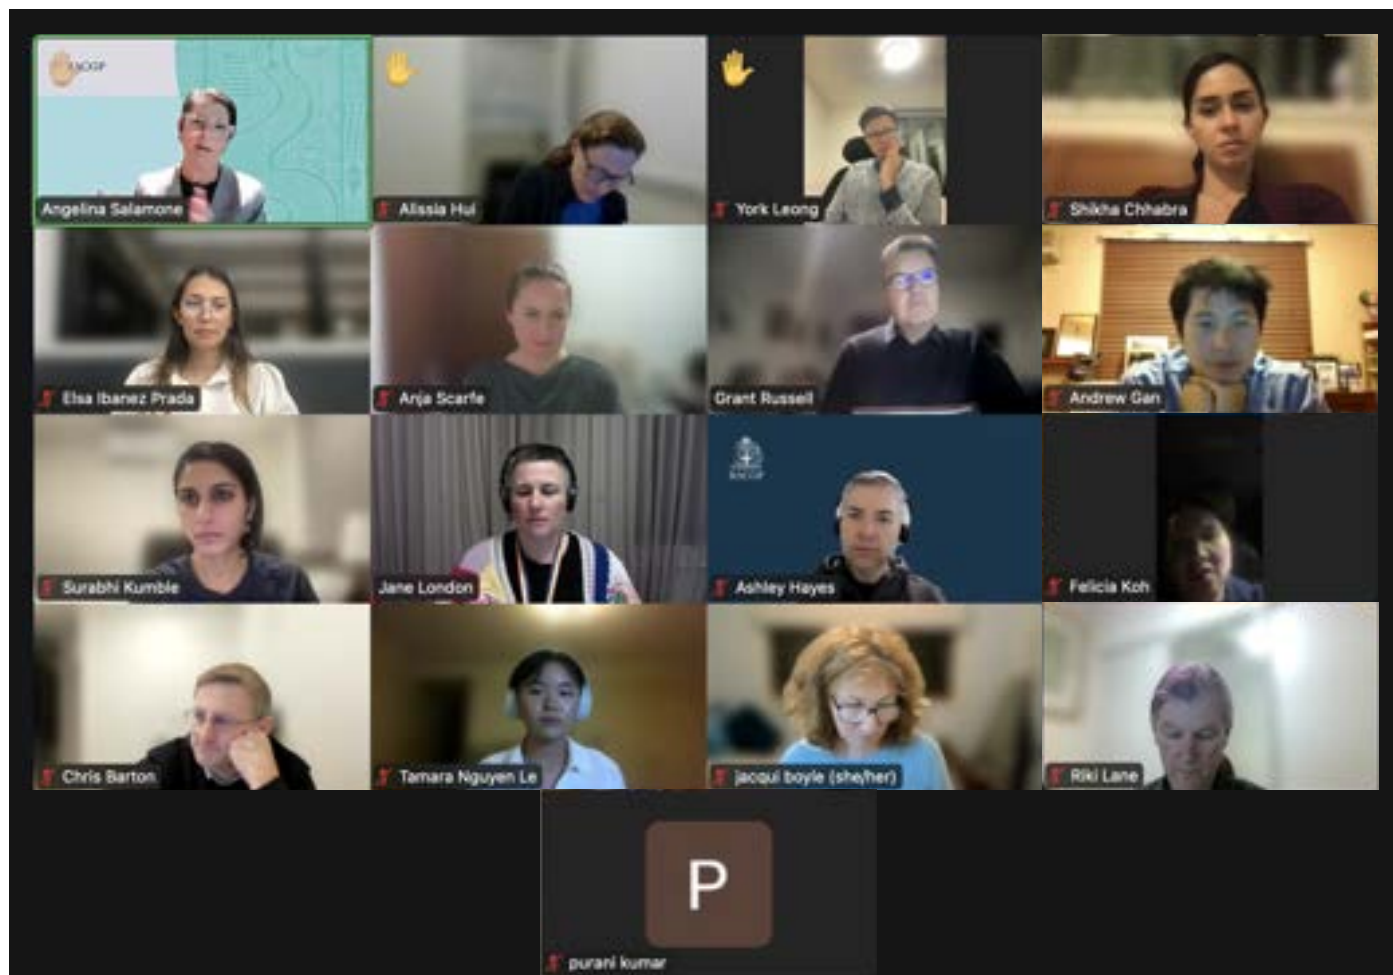 RACGP
Angelina Salamone
Alissia Hui
York Leong
Shikha Chhabra
Elsa Ibanez Prada
Anja Scarfe
Grant Russell
Andrew Gan
Surabhi Kumble
Jane London
RACGP
Ashley Hayes
Felicia Koh
Chris Barton
Tamara Nguyen Le
jacqui boyle (she/her)
Riki Lane
P
purani kumar